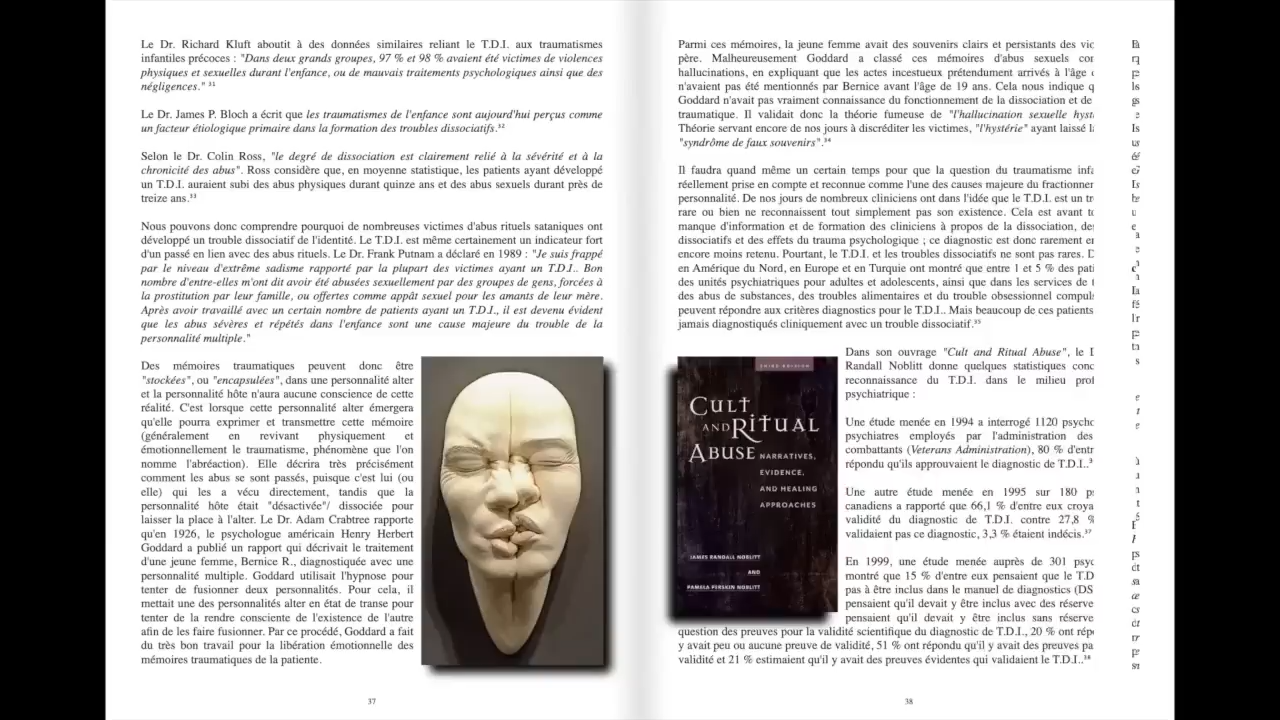 Le Dr. Richard Kluft aboutit à des données similaires reliant le T.D.I. aux traumatismes
infantiles précoces : "Dans deux grands groupes, 97 % et 98 % avaient été victimes de violences
physiques et sexuelles durant l'enfance, ou de mauvais traitements psychologiques ainsi que des
négligences." 31
Le Dr. James P. Bloch a écrit que les traumatismes de l'enfance sont aujourd'hui perçus comme
un facteur étiologique primaire dans la formation des troubles dissociatifs.32
Selon le Dr. Colin Ross, "le degré de dissociation est clairement relié à la sévérité et à la
chronicité des abus". Ross considère que, en moyenne statistique, les patients ayant développé
un T.D.I. auraient subi des abus physiques durant quinze ans et des abus sexuels durant près de
treize ans.33
Nous pouvons donc comprendre pourquoi de nombreuses victimes d'abus rituels sataniques ont
développé un trouble dissociatif de l'identité. Le T.D.I. est même certainement un indicateur fort
d'un passé en lien avec des abus rituels. Le Dr. Frank Putnam a déclaré en 1989 : "Je suis frappé
par le niveau d'extrême sadisme rapporté par la plupart des victimes ayant un T.D.I.. Bon
nombre d'entre-elles m'ont dit avoir été abusées sexuellement par des groupes de gens, forcées à
la prostitution par leur famille, ou offertes comme appât sexuel pour les amants de leur mère.
Après avoir travaillé avec un certain nombre de patients ayant un T.D.I., il est devenu évident
que les abus sévères et répétés dans l'enfance sont une cause majeure du trouble de la
personnalité multiple."
Des mémoires traumatiques peuvent donc être
"stockées", ou "encapsulées", dans une personnalité alter
et la personnalité hôte n'aura aucune conscience de cette
réalité. C'est lorsque cette personnalité alter émergera
qu'elle pourra exprimer et transmettre cette mémoire
(généralement en revivant physiquement et
émotionnellement le traumatisme, phénomène que l'on
nomme l'abréaction). Elle décrira très précisément
comment les abus se sont passés, puisque c'est lui (ou
elle) qui les a vécu directement, tandis que la
personnalité hôte était "désactivée"/ dissociée pour
laisser la place à l'alter. Le Dr. Adam Crabtree rapporte
qu'en 1926, le psychologue américain Henry Herbert
Goddard a publié un rapport qui décrivait le traitement
d'une jeune femme, Bernice R., diagnostiquée avec une
personnalité multiple. Goddard utilisait l'hypnose pour
tenter de fusionner deux personnalités. Pour cela, il
mettait une des personnalités alter en état de transe pour
tenter de la rendre consciente de l'existence de l'autre
afin de les faire fusionner. Par ce procédé, Goddard a fait
du très bon travail pour la libération émotionnelle des
mémoires traumatiques de la patiente.
37
Parmi ces mémoires, la jeune femme avait des souvenirs clairs et persistants des vic
père. Malheureusement Goddard a classé ces mémoires d'abus sexuels con
hallucinations, en expliquant que les actes incestueux prétendument arrivés à l'âge
n'avaient pas été mentionnés par Bernice avant l'âge de 19 ans. Cela nous indique q
Goddard n'avait pas vraiment connaissance du fonctionnement de la dissociation et de
traumatique. Il validait donc la théorie fumeuse de "l'hallucination sexuelle hyst
Théorie servant encore de nos jours à discréditer les victimes, "l'hystérie" ayant laissé
"syndrome de faux souvenirs".34
Il faudra quand même un certain temps pour que la question du traumatisme infa
réellement prise en compte et reconnue comme l'une des causes majeure du fractionner
personnalité. De nos jours de nombreux cliniciens ont dans l'idée que le T.D.I. est un
rare ou bien ne reconnaissent tout simplement pas son existence. Cela est avant
manque d'information et de formation des cliniciens à propos de la dissociation,
dissociatifs et des effets du trauma psychologique ; ce diagnostic est donc rarement
encore moins retenu. Pourtant, le T.D.I. et les troubles dissociatifs ne sont pas rares. D
en Amérique du Nord, en Europe et en Turquie ont montré que entre 1 et 5 % des pati
des unités psychiatriques pour adultes et adolescents, ainsi que dans les services de
des abus de substances, des troubles alimentaires et du trouble obsessionnel compuls
peuvent répondre aux critères diagnostics pour le T.D.I.. Mais beaucoup de ces patients
jamais diagnostiqués cliniquement avec un trouble dissociatif.35
THIRD EDITION
CULT
AND RITUAL
ABUSE
NARRATIVES,
EVIDENCE,
AND HEALING
APPROACHES
JAMES RANDALL NOBLITT
AND
PAMELA PERSKIN NOBLITT
Dans son ouvrage "Cult and Ritual Abuse", le
Randall Noblitt donne quelques statistiques conc
reconnaissance du T.D.I. dans le milieu prof
psychiatrique :
Une étude menée en 1994 a interrogé 1120 psycho
psychiatres employés par l'administration des
combattants (Veterans Administration), 80 % d'entr
répondu qu'ils approuvaient le diagnostic de T.D.I..
Une autre étude menée en 1995 sur 180 ps
canadiens a rapporté que 66,1 % d'entre eux croya
validité du diagnostic de T.D.I. contre 27,8 %
validaient pas ce diagnostic, 3,3 % étaient indécis.37
En 1999, une étude menée auprès de 301 psyc
montré que 15 % d'entre eux pensaient que le T.D
pas à être inclus dans le manuel de diagnostics (DS
pensaient qu'il devait y être inclus avec des réserve
pensaient qu'il devait y être inclus sans réserve
question des preuves pour la validité scientifique du diagnostic de T.D.I., 20 % ont répo
y avait peu ou aucune preuve de validité, 51 % ont répondu qu'il y avait des preuves pa
validité et 21 % estimaient qu'il y avait des preuves évidentes qui validaient le T.D.I..38
38